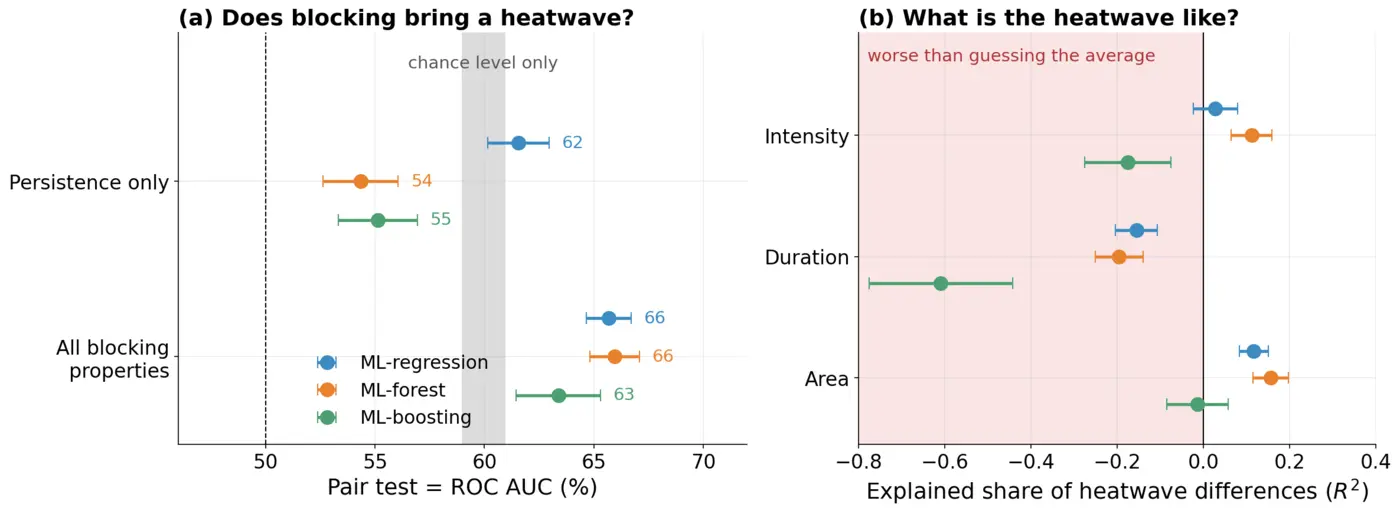 (a) Does blocking bring a heatwave?
chance level only
Persistence only
62
54
55
All blocking
properties
66
66
63
ML-regression
ML-forest
ML-boosting
50 55 60 65 70
Pair test = ROC AUC (%)
(b) What is the heatwave like?
worse than guessing the average
Intensity
Duration
Area
−0.8 −0.6 −0.4 −0.2 0.0 0.2 0.4
Explained share of heatwave differences (R²)